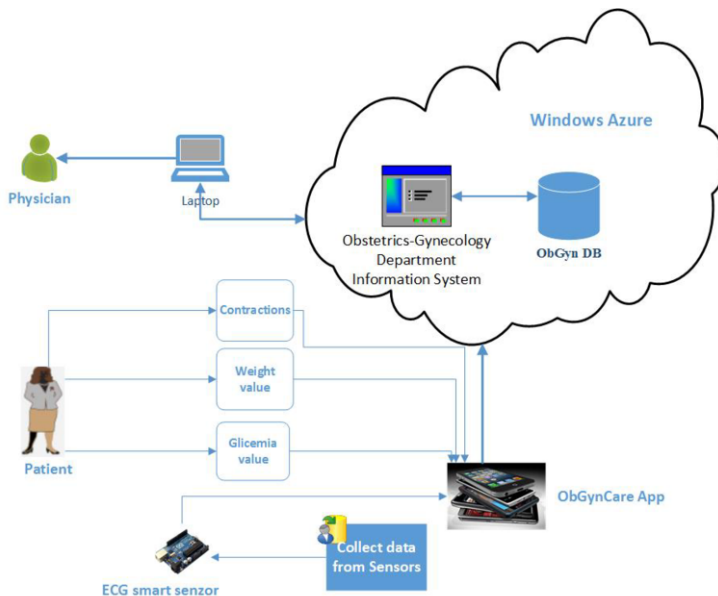 Windows Azure
Physician
Laptop
Obstetrics-Gynecology
Department
Information System
ObGyn DB
Contractions
Weight
value
Glicemia
value
Patient
ObGynCare App
Collect data
from Sensors
ECG smart senzor